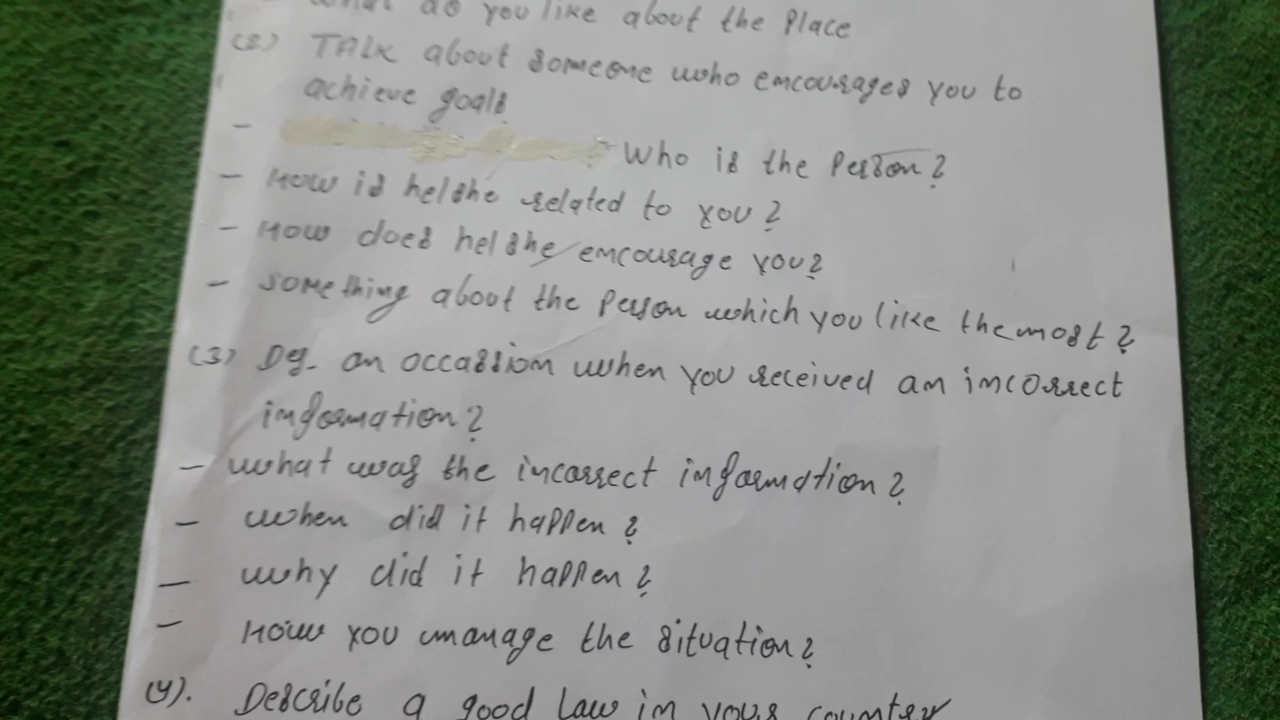 What do you like about the Place
(2) TALK about someone who encourages you to
achieve goals
- Who is the Person?
- How is he/she related to you?
- How does he/she encourage you?
- Something about the Person which you like the most?
(3) Des. an occassion when you received an incorrect
information?
- what was the incorrect information?
- when did it happen?
- why did it happen?
- How you manage the situation?
(4). Describe a good law in your country